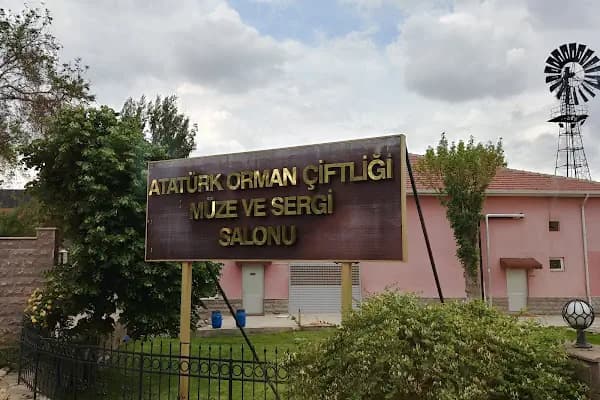 ATATÜRK ORMAN ÇİFTLİĞİ
MÜZE VE SERGİ
SALONU